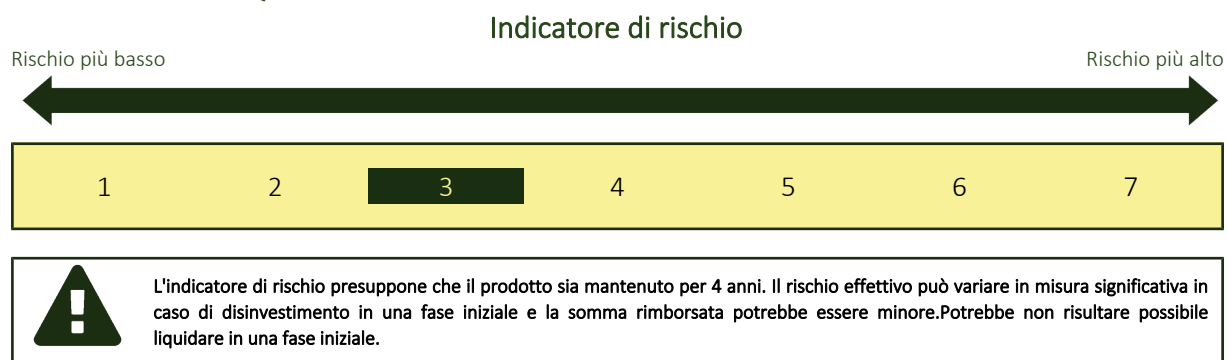 Indicatore di rischio
Rischio più basso
Rischio più alto
1 2 3 4 5 6 7
L'indicatore di rischio presuppone che il prodotto sia mantenuto per 4 anni. Il rischio effettivo può variare in misura significativa in
caso di disinvestimento in una fase iniziale e la somma rimborsata potrebbe essere minore.Potrebbe non risultare possibile
liquidare in una fase iniziale.